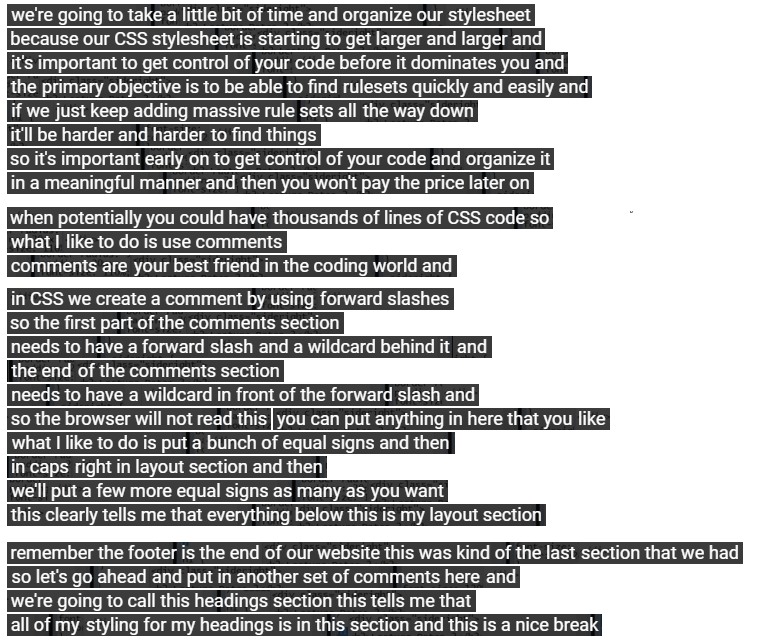 we're going to take a little bit of time and organize our stylesheet
because our CSS stylesheet is starting to get larger and larger and
it's important to get control of your code before it dominates you and
the primary objective is to be able to find rulesets quickly and easily and
if we just keep adding massive rule sets all the way down
it'll be harder and harder to find things
so it's important early on to get control of your code and organize it
in a meaningful manner and then you won't pay the price later on
when potentially you could have thousands of lines of CSS code so
what I like to do is use comments
comments are your best friend in the coding world and
in CSS we create a comment by using forward slashes
so the first part of the comments section
needs to have a forward slash and a wildcard behind it and
the end of the comments section
needs to have a wildcard in front of the forward slash and
so the browser will not read this you can put anything in here that you like
what I like to do is put a bunch of equal signs and then
in caps right in layout section and then
we'll put a few more equal signs as many as you want
this clearly tells me that everything below this is my layout section
remember the footer is the end of our website this was kind of the last section that we had
so let's go ahead and put in another set of comments here and
we're going to call this headings section this tells me that
all of my styling for my headings is in this section and this is a nice break